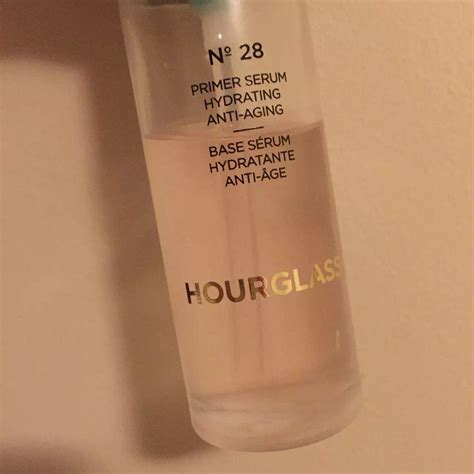 Nº 28
PRIMER SERUM
HYDRATING
ANTI-AGING
BASE SÉRUM
HYDRATANTE
ANTI-ÂGE
HOURGLASS